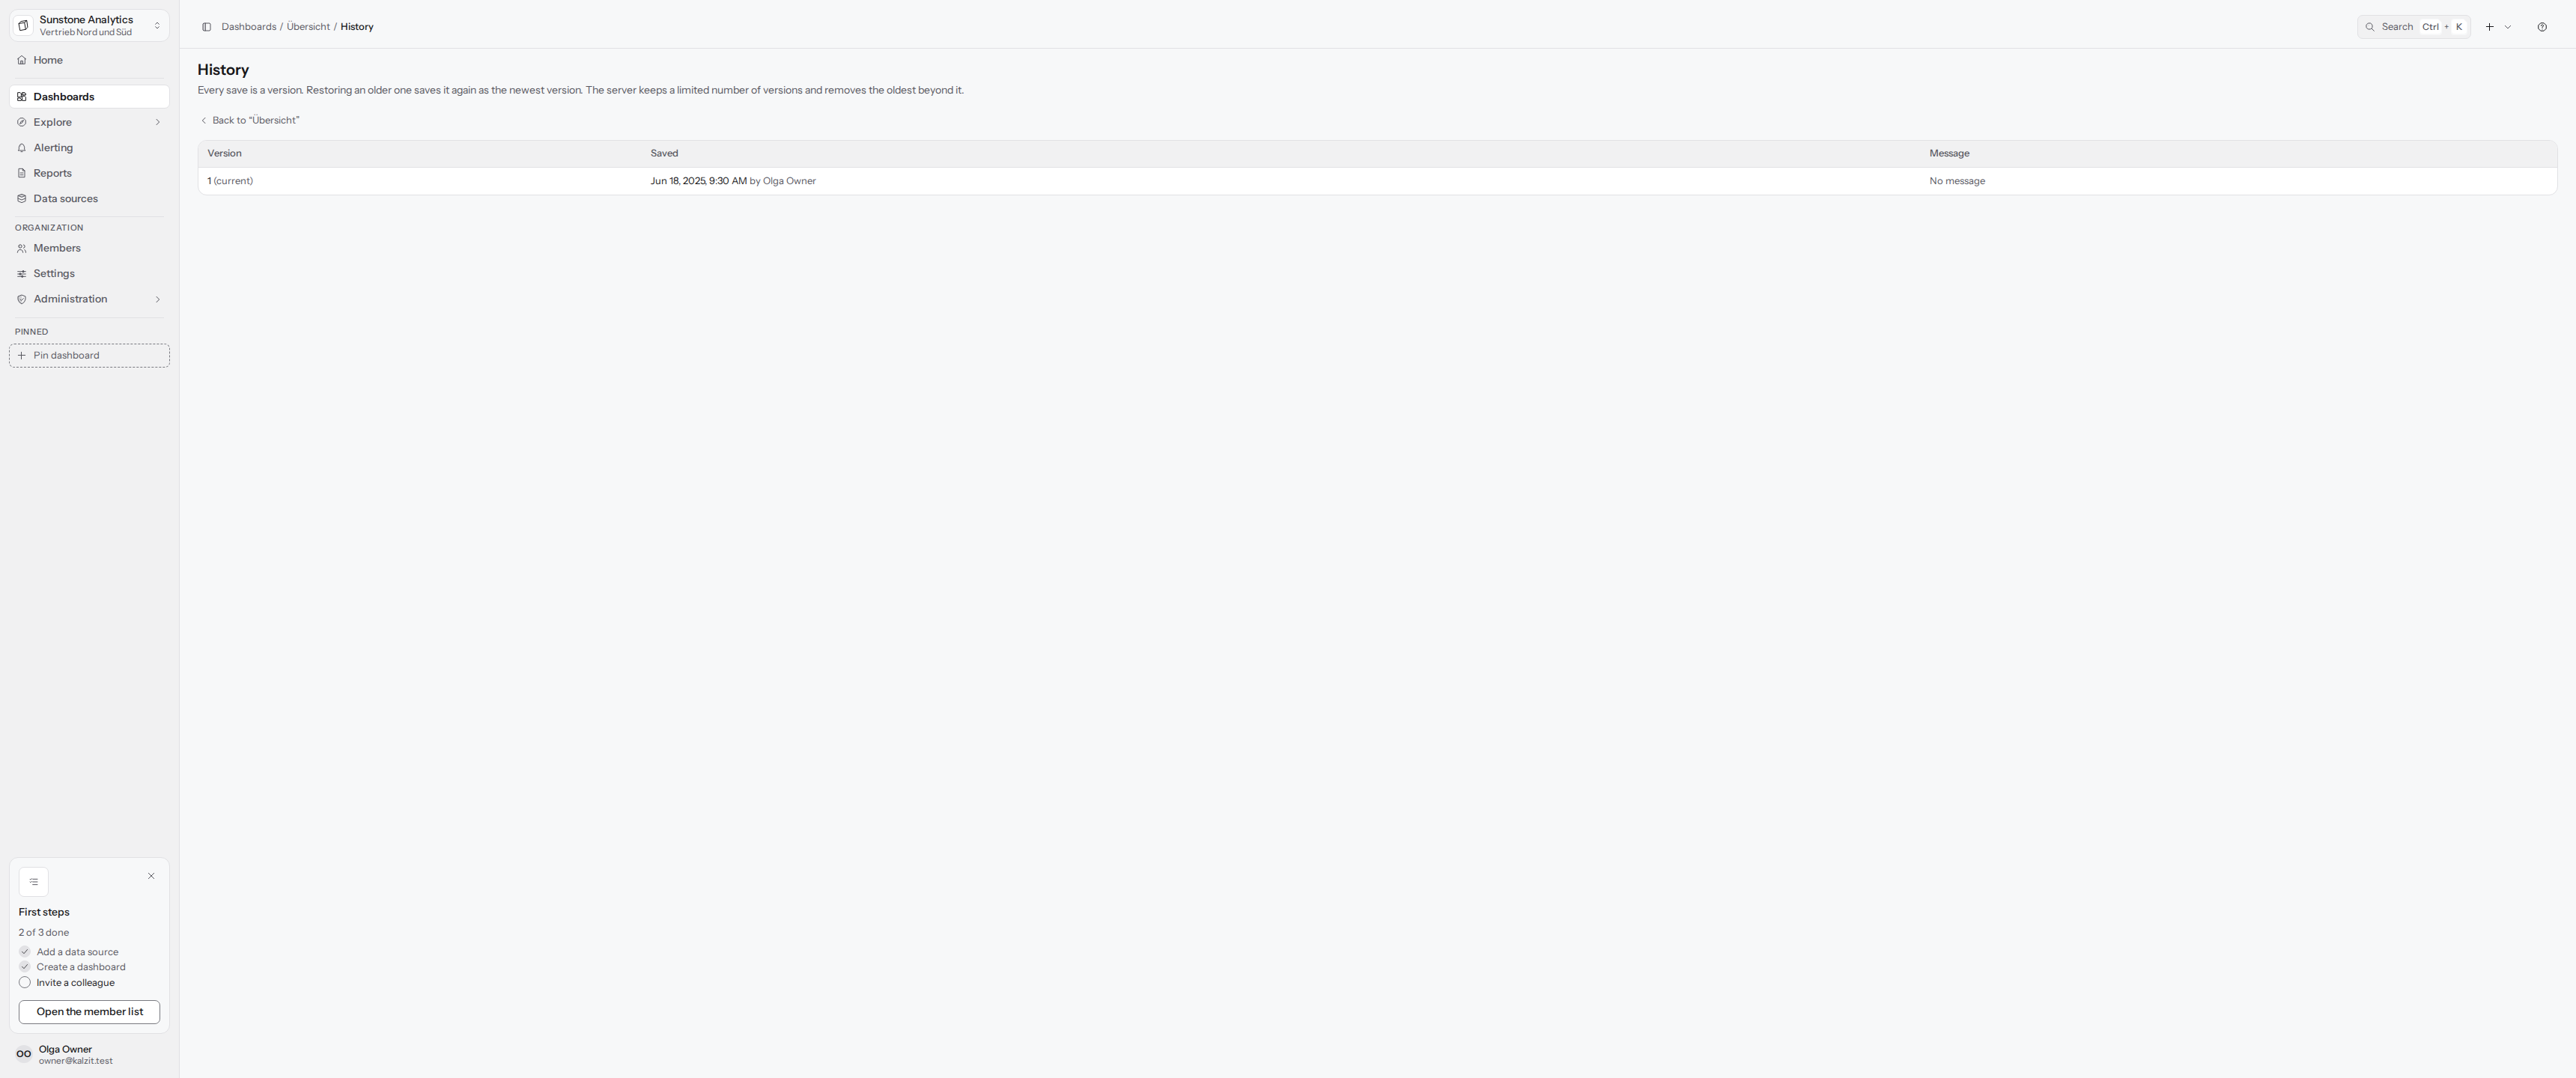 Sunstone Analytics
Vertrieb Nord und Süd
Home
Dashboards
Explore
Alerting
Reports
Data sources
ORGANIZATION
Members
Settings
Administration
PINNED
Pin dashboard
First steps
2 of 3 done
Add a data source
Create a dashboard
Invite a colleague
Open the member list
OO
Olga Owner
owner@kalzit.test
Dashboards / Übersicht / History
Search Ctrl + K
History
Every save is a version. Restoring an older one saves it again as the newest version. The server keeps a limited number of versions and removes the oldest beyond it.
Back to “Übersicht”
Version Saved Message
1 (current) Jun 18, 2025, 9:30 AM by Olga Owner No message